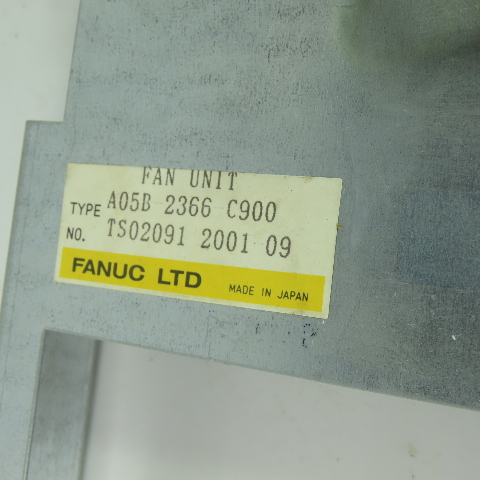 FAN UNIT
TYPE A05B 2366 C900
NO. TS02091 2001 09
FANUC LTD MADE IN JAPAN